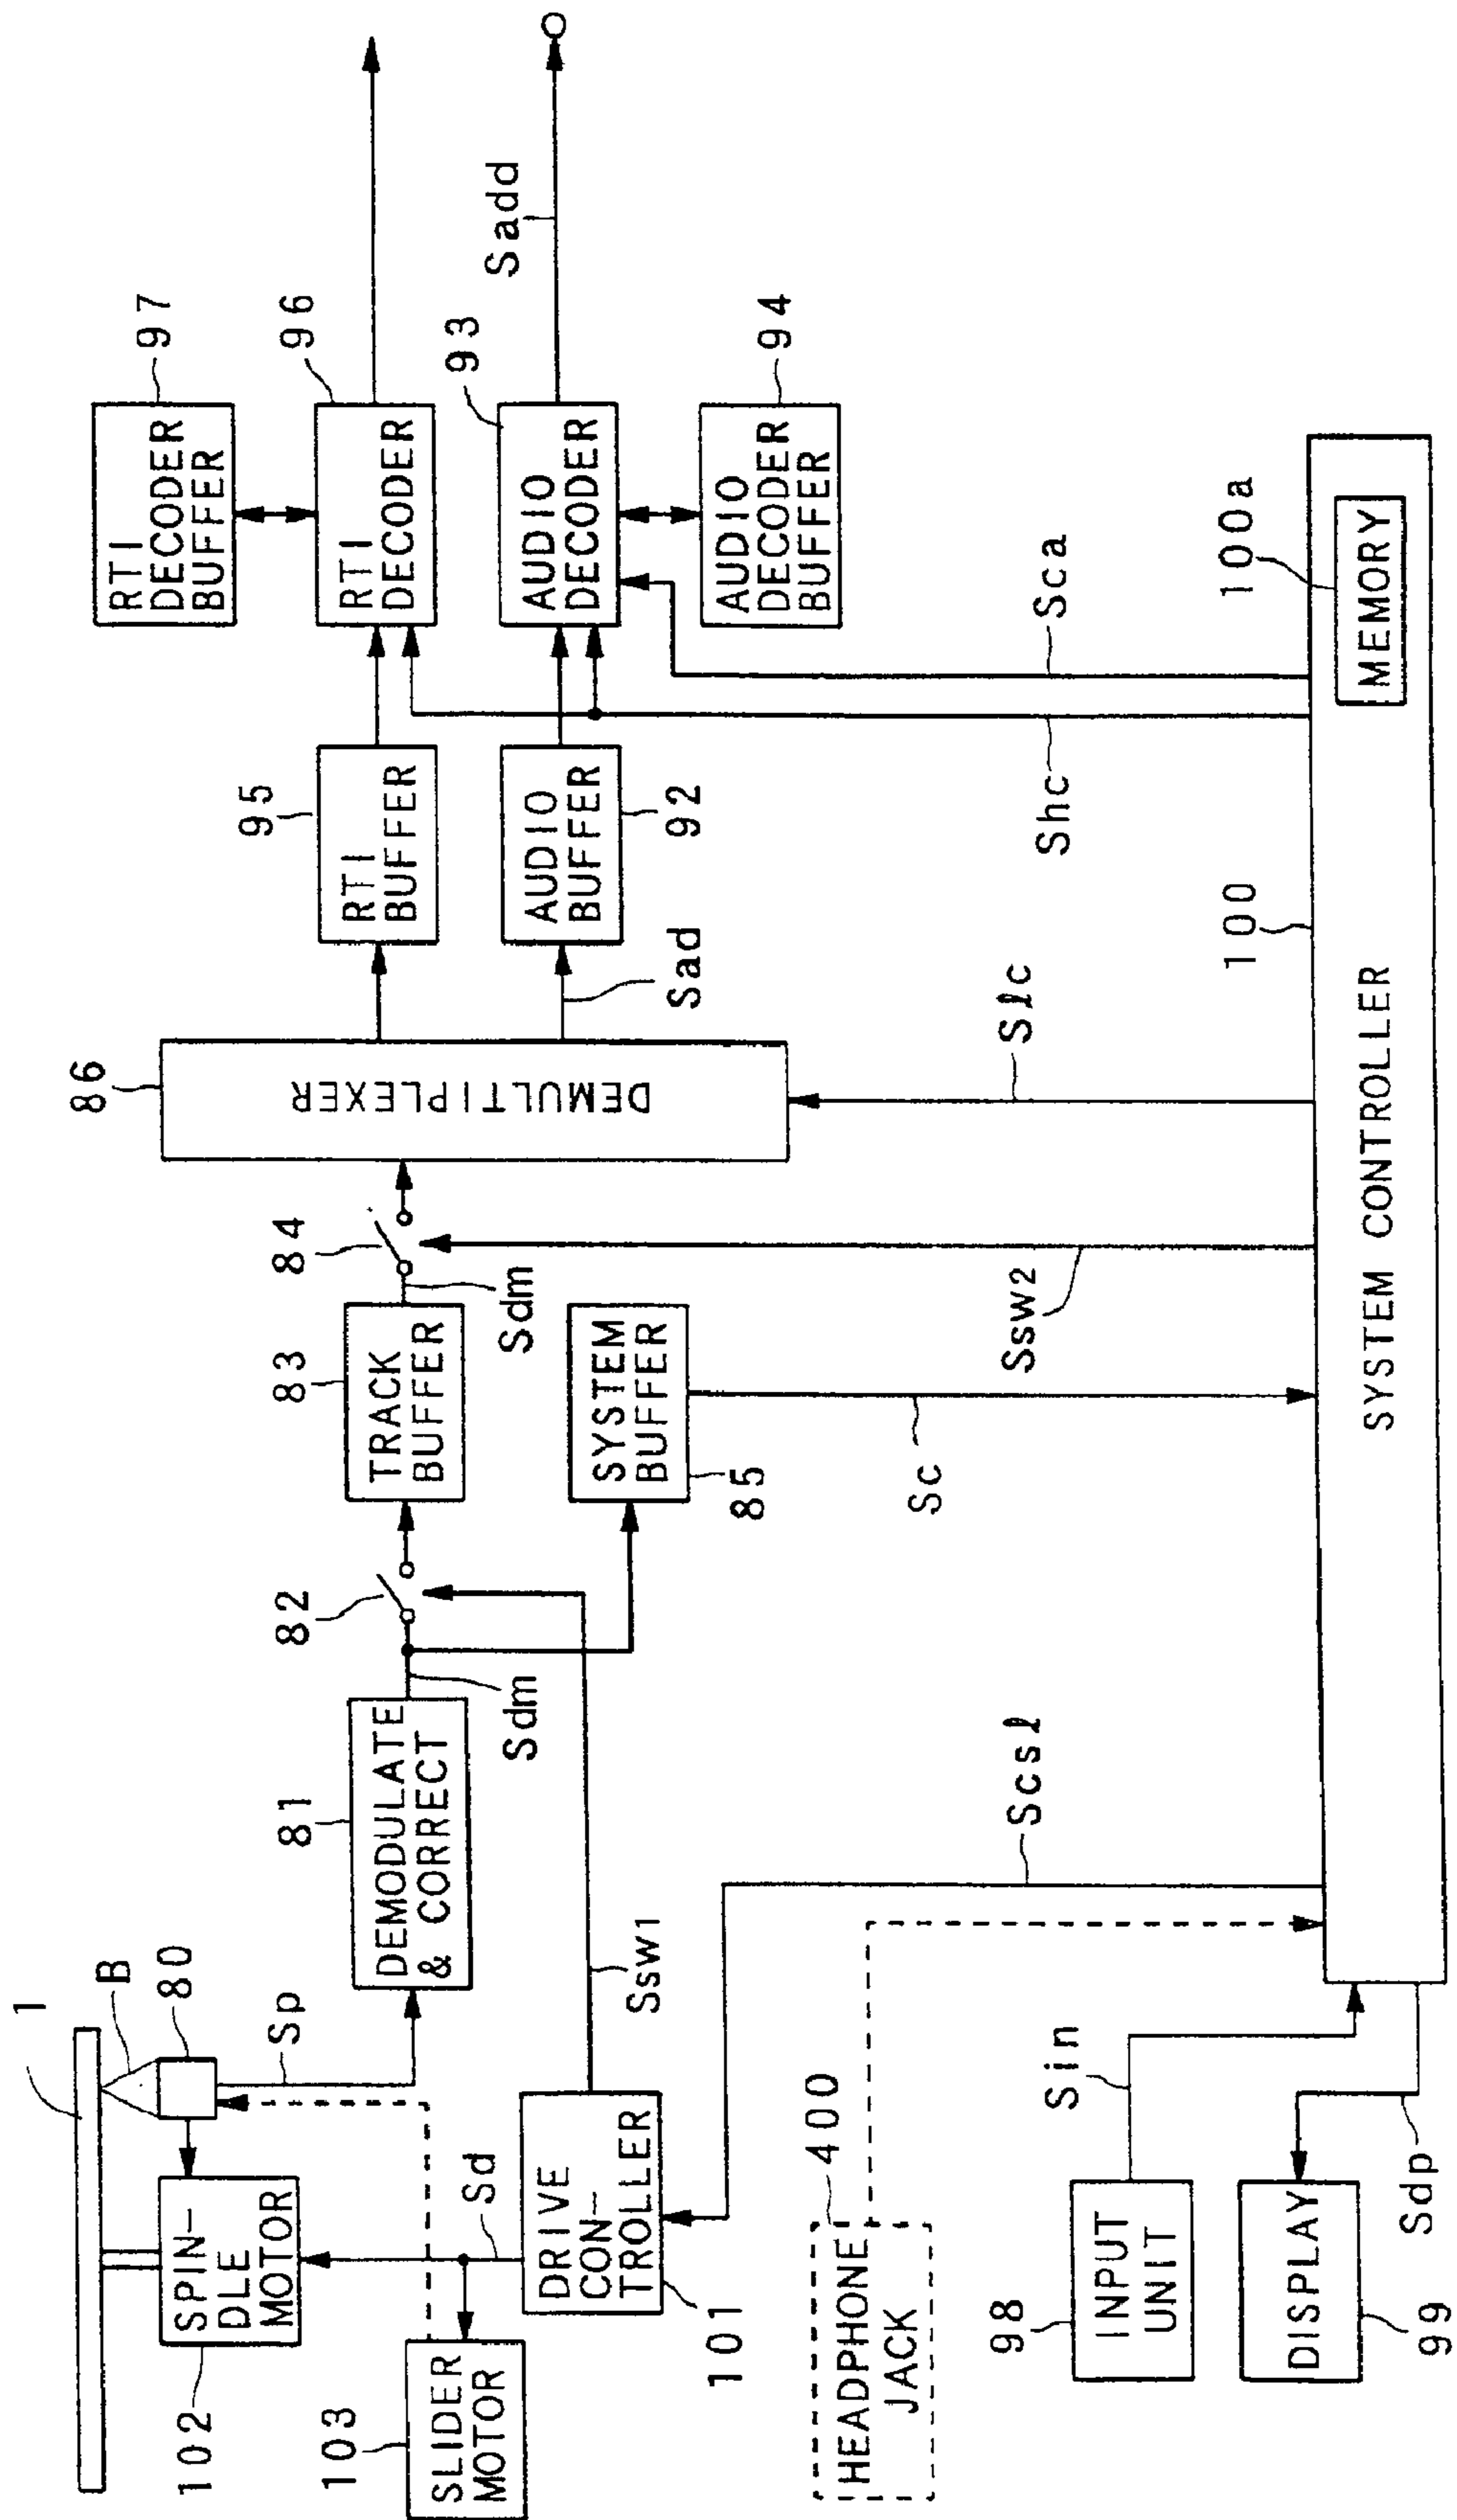 1
B
80
Sp
SPIN-
DLE
MOTOR
102
SLIDER
MOTOR
103
Sd
DRIVE
CON-
TROLLER
101
Ssw1
DEMODULATE
& CORRECT
81
Sdm
82
TRACK
BUFFER
83
Sdm
84
SYSTEM
BUFFER
85
DEMULTIPLEXER
86
Sad
RTI
BUFFER
95
AUDIO
BUFFER
92
RTI
DECODER
BUFFER
97
RTI
DECODER
96
AUDIO
DECODER
93
AUDIO
DECODER
BUFFER
94
Sadd
Scsl
Sc
Ssw2
Slc
Shc
Sca
HEADPHONE
JACK
400
INPUT
UNIT
98
Sin
DISPLAY
99
Sdp
SYSTEM CONTROLLER
100
MEMORY
100a